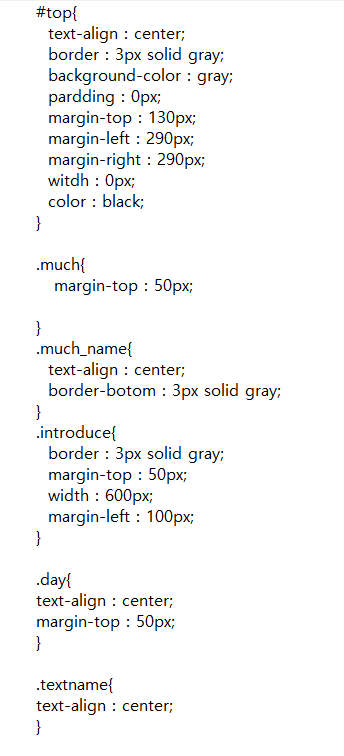 #top{
text-align : center;
border : 3px solid gray;
background-color : gray;
pardding : 0px;
margin-top : 130px;
margin-left : 290px;
margin-right : 290px;
witdh : 0px;
color : black;
}
.much{
margin-top : 50px;
}
.much_name{
text-align : center;
border-botom : 3px solid gray;
}
.introduce{
border : 3px solid gray;
margin-top : 50px;
width : 600px;
margin-left : 100px;
}
.day{
text-align : center;
margin-top : 50px;
}
.textname{
text-align : center;
}